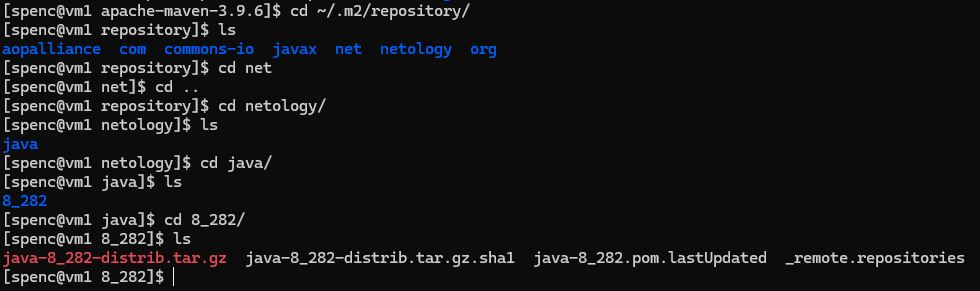 [spenc@vm1 apache-maven-3.9.6]$ cd ~/.m2/repository/
[spenc@vm1 repository]$ ls
aopalliance  com  commons-io  javax  net  netology  org
[spenc@vm1 repository]$ cd net
[spenc@vm1 net]$ cd ..
[spenc@vm1 repository]$ cd netology/
[spenc@vm1 netology]$ ls
java
[spenc@vm1 netology]$ cd java/
[spenc@vm1 java]$ ls
8_282
[spenc@vm1 java]$ cd 8_282/
[spenc@vm1 8_282]$ ls
java-8_282-distrib.tar.gz  java-8_282-distrib.tar.gz.sha1  java-8_282.pom.lastUpdated  _remote.repositories
[spenc@vm1 8_282]$